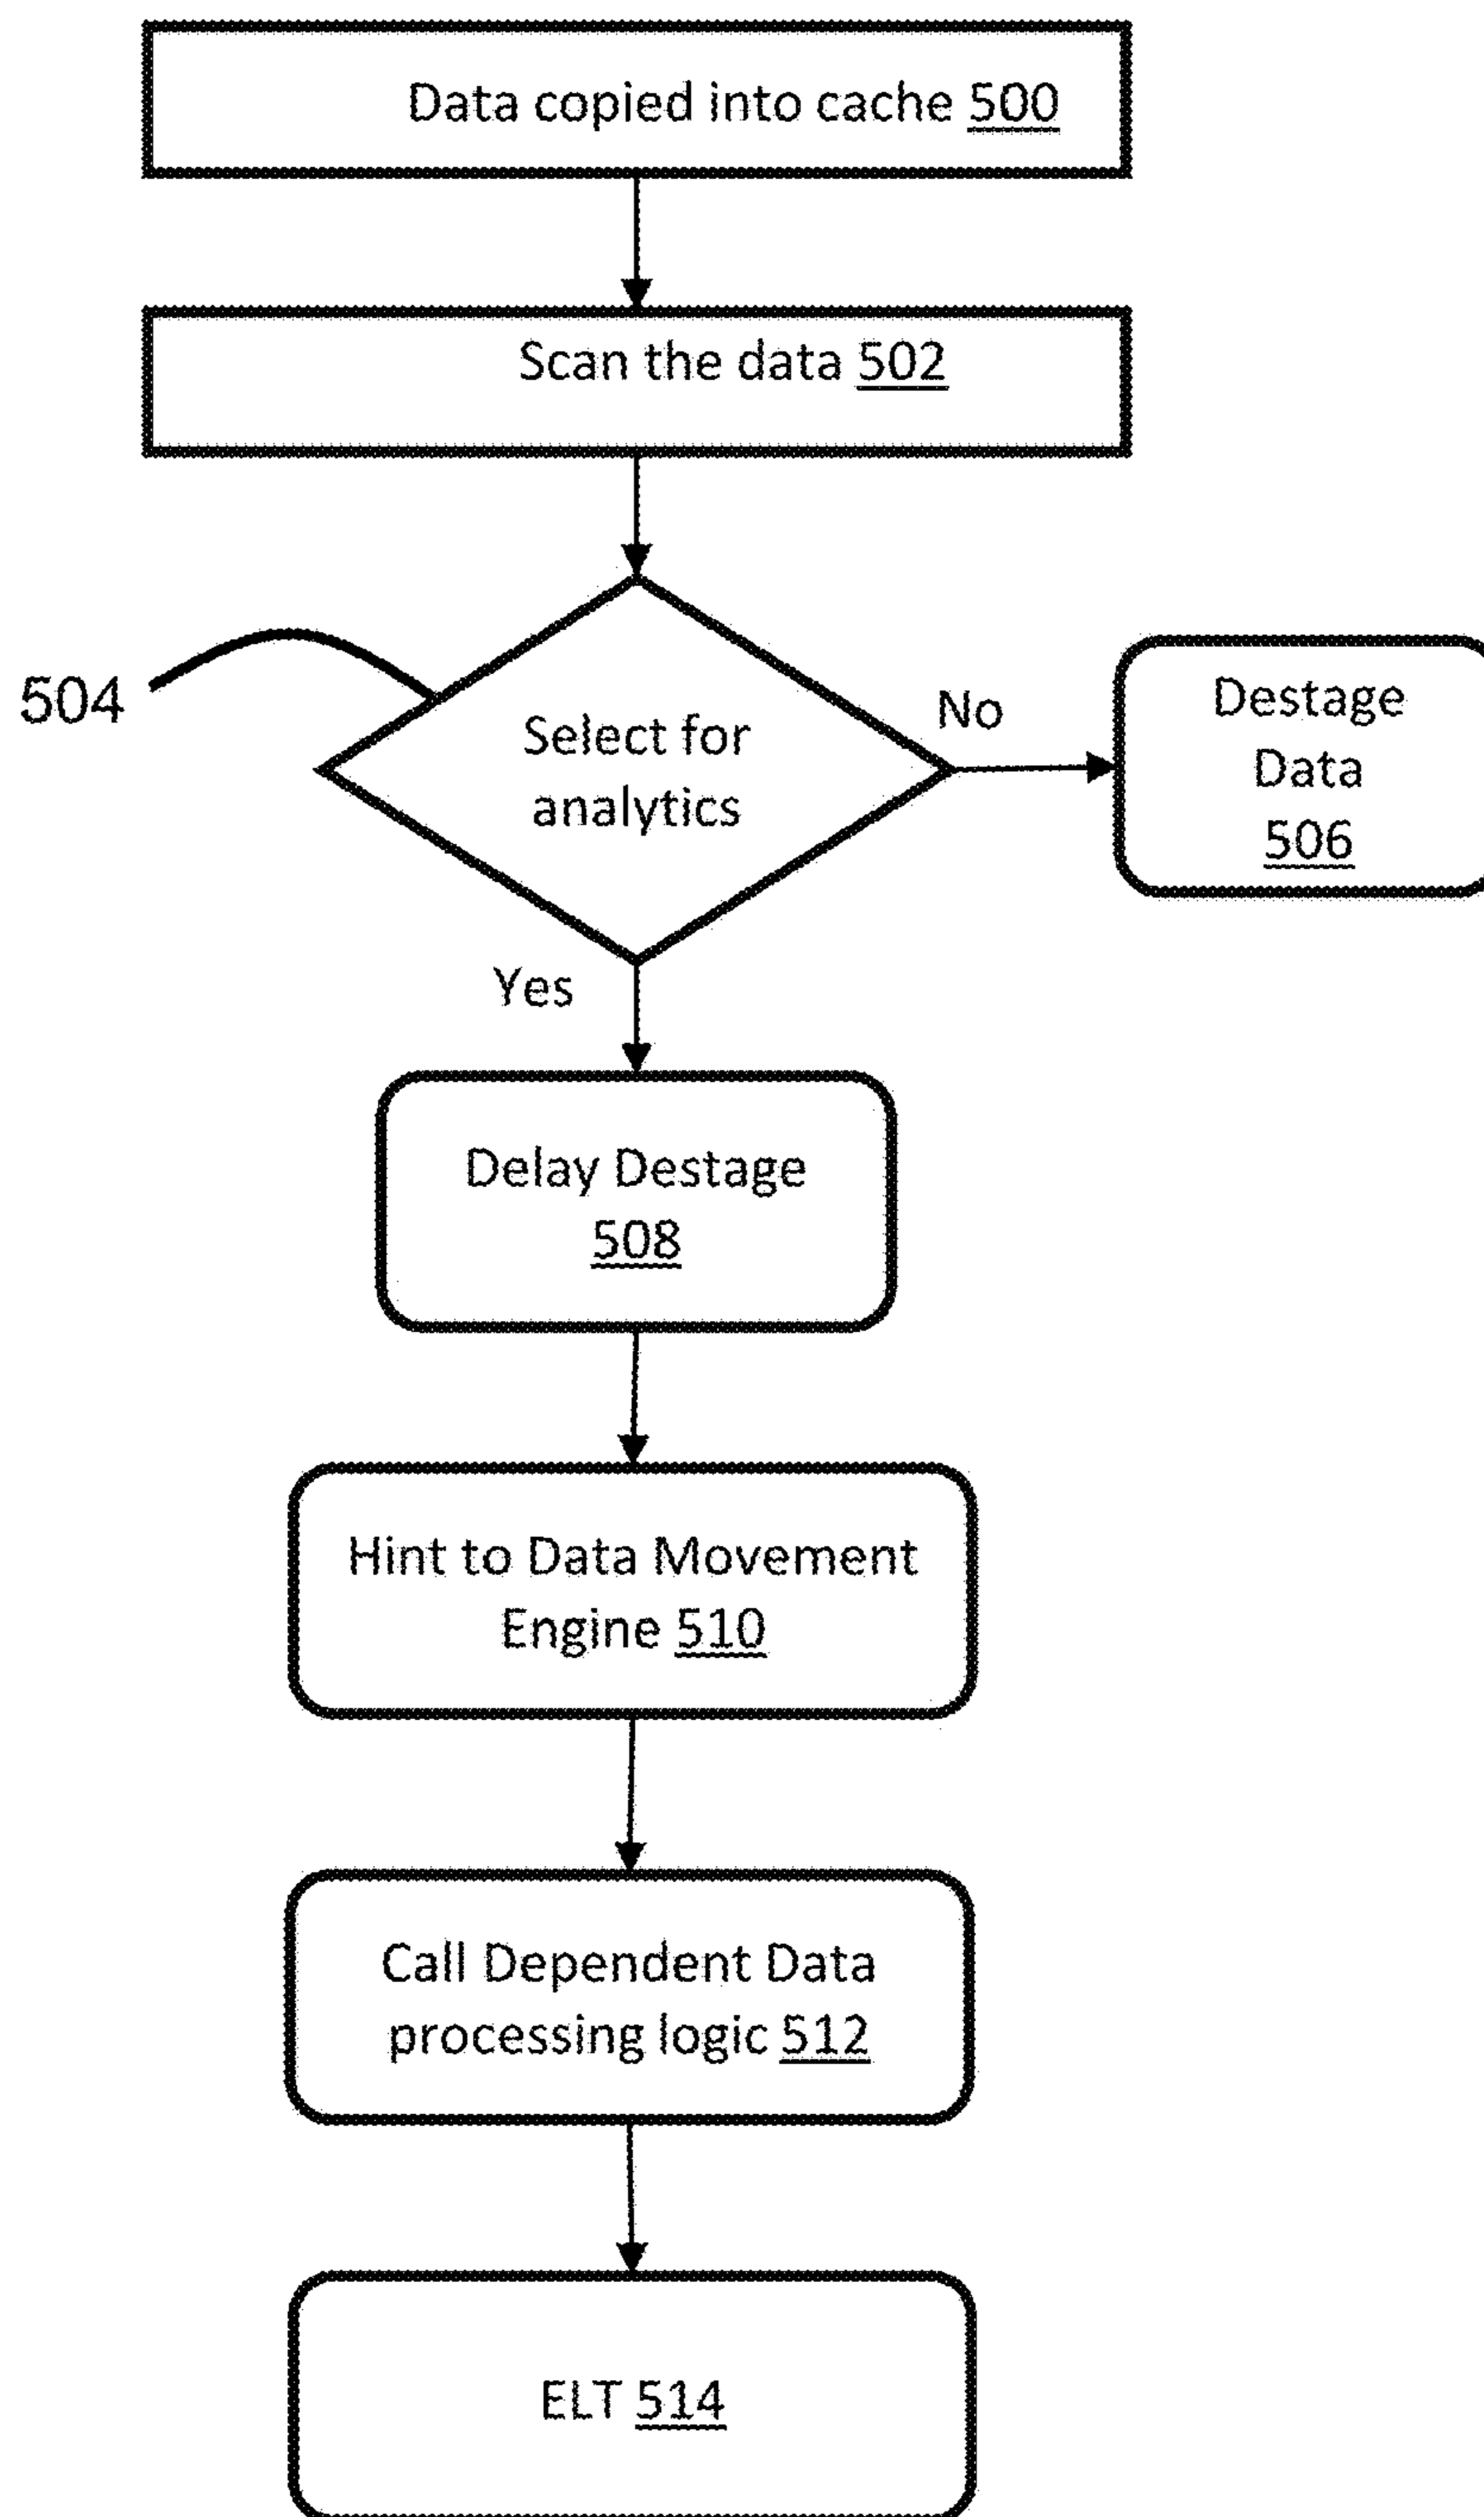 Data copied into cache 500
Scan the data 502
504
Select for
analytics
No
Destage
Data
506
Yes
Delay Destage
508
Hint to Data Movement
Engine 510
Call Dependent Data
processing logic 512
ELT 514